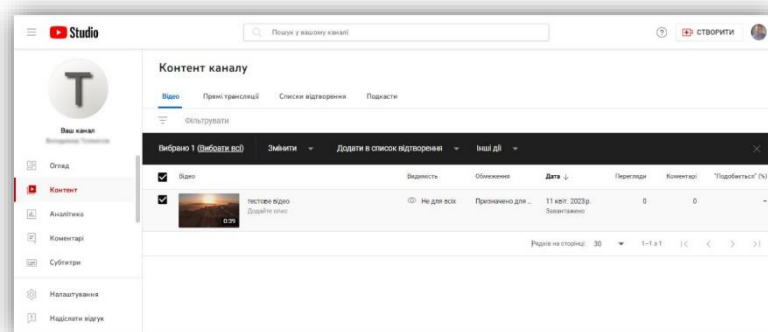 Studio
Пошук у вашому каналі
СТВОРИТИ
T
Ваш канал
Огляд
Контент
Аналітика
Коментарі
Субтитри
Налаштування
Надіслати відгук
Контент каналу
Відео Прямі трансляції Списки відтворення Подкасти
Фільтрувати
Вибрано 1 (Вибрати всі) Змінити Додати в список відтворення Інші дії
Відео Видимість Обмеження Дата ↓ Перегляди Коментарі "Подобається" (%)
0:39 тестове відео Не для всіх Призначено для ... 11 квіт. 2023 р. 0 0 –
Додайте опис Завантажено
Рядків на сторінці: 30 1–1 з 1